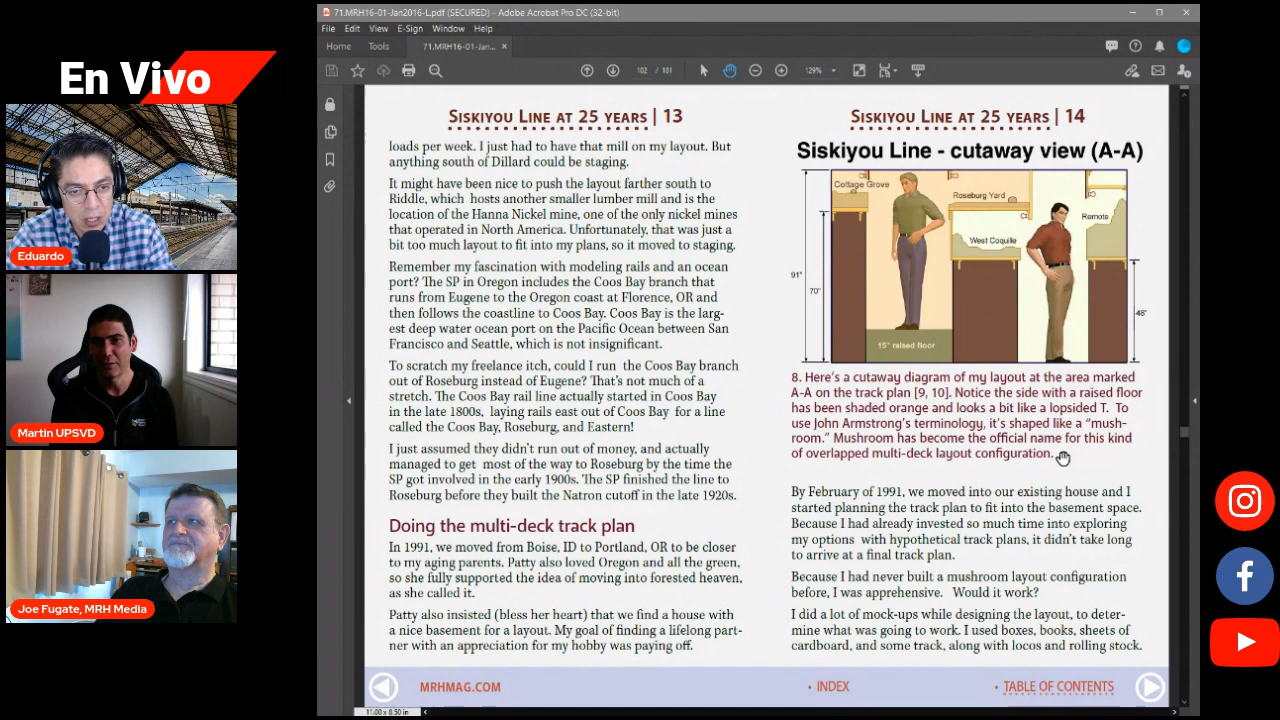 En Vivo
Eduardo
Martin UPSVD
Joe Fugate, MRH Media
71.MRH16-01-Jan2016-L.pdf (SECURED) - Adobe Acrobat Pro DC (32-bit)
File Edit View E-Sign Window Help
Home Tools 71.MRH16-01-Jan... ×
102 / 181 129%
Siskiyou Line at 25 years | 13
loads per week. I just had to have that mill on my layout. But
anything south of Dillard could be staging.
It might have been nice to push the layout farther south to
Riddle, which hosts another smaller lumber mill and is the
location of the Hanna Nickel mine, one of the only nickel mines
that operated in North America. Unfortunately, that was just a
bit too much layout to fit into my plans, so it moved to staging.
Remember my fascination with modeling rails and an ocean
port? The SP in Oregon includes the Coos Bay branch that
runs from Eugene to the Oregon coast at Florence, OR and
then follows the coastline to Coos Bay. Coos Bay is the larg-
est deep water ocean port on the Pacific Ocean between San
Francisco and Seattle, which is not insignificant.
To scratch my freelance itch, could I run the Coos Bay branch
out of Roseburg instead of Eugene? That's not much of a
stretch. The Coos Bay rail line actually started in Coos Bay
in the late 1800s, laying rails east out of Coos Bay for a line
called the Coos Bay, Roseburg, and Eastern!
I just assumed they didn't run out of money, and actually
managed to get most of the way to Roseburg by the time the
SP got involved in the early 1900s. The SP finished the line to
Roseburg before they built the Natron cutoff in the late 1920s.
Doing the multi-deck track plan
In 1991, we moved from Boise, ID to Portland, OR to be closer
to my aging parents. Patty also loved Oregon and all the green,
so she fully supported the idea of moving into forested heaven,
as she called it.
Patty also insisted (bless her heart) that we find a house with
a nice basement for a layout. My goal of finding a lifelong part-
ner with an appreciation for my hobby was paying off.
Siskiyou Line at 25 years | 14
Siskiyou Line - cutaway view (A-A)
Cottage Grove
Roseburg Yard
West Coquille
Remote
91"
70"
48"
15" raised floor
8. Here's a cutaway diagram of my layout at the area marked
A-A on the track plan [9, 10]. Notice the side with a raised floor
has been shaded orange and looks a bit like a lopsided T. To
use John Armstrong's terminology, it's shaped like a "mush-
room." Mushroom has become the official name for this kind
of overlapped multi-deck layout configuration.
By February of 1991, we moved into our existing house and I
started planning the track plan to fit into the basement space.
Because I had already invested so much time into exploring
my options with hypothetical track plans, it didn't take long
to arrive at a final track plan.
Because I had never built a mushroom layout configuration
before, I was apprehensive. Would it work?
I did a lot of mock-ups while designing the layout, to deter-
mine what was going to work. I used boxes, books, sheets of
cardboard, and some track, along with locos and rolling stock.
MRHMAG.COM
• INDEX
• TABLE OF CONTENTS
11.00 x 8.50 in